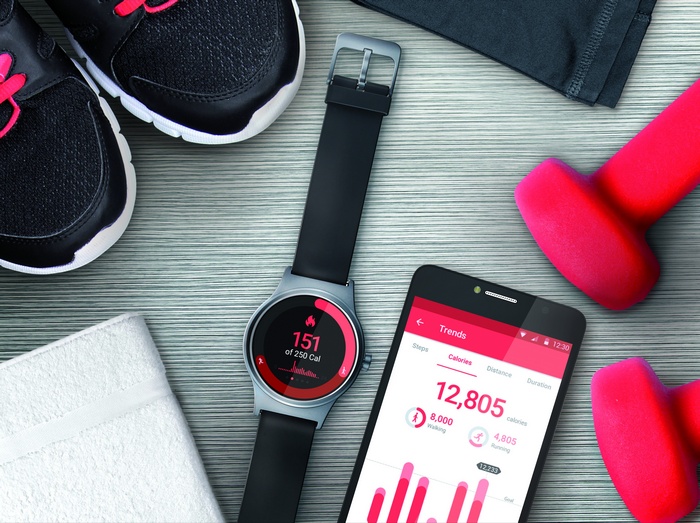 151
of 250 Cal
12:30
Trends
Steps
Calories
Distance
Duration
12,805 calories
8,000
Walking
4,805
Running
12,233
Goal